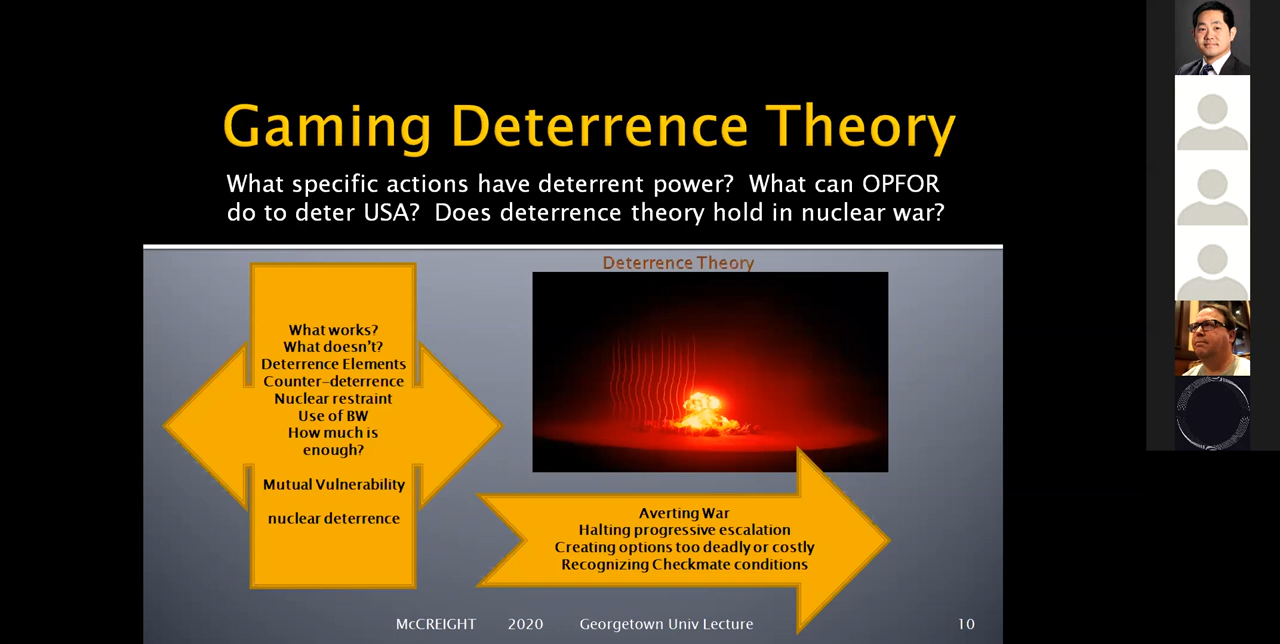 Gaming Deterrence Theory
What specific actions have deterrent power?  What can OPFOR
do to deter USA?  Does deterrence theory hold in nuclear war?
Deterrence Theory
What works?
What doesn't?
Deterrence Elements
Counter-deterrence
Nuclear restraint
Use of BW
How much is
enough?
Mutual Vulnerability
nuclear deterrence
Averting War
Halting progressive escalation
Creating options too deadly or costly
Recognizing Checkmate conditions
McCREIGHT 2020 Georgetown Univ Lecture 10